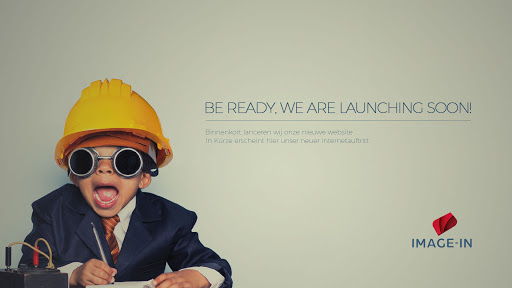 BE READY, WE ARE LAUNCHING SOON!
Binnenkort lanceren wij onze nieuwe website
In Kürze erscheint hier unser neuer Internetauftritt
IMAGE-IN